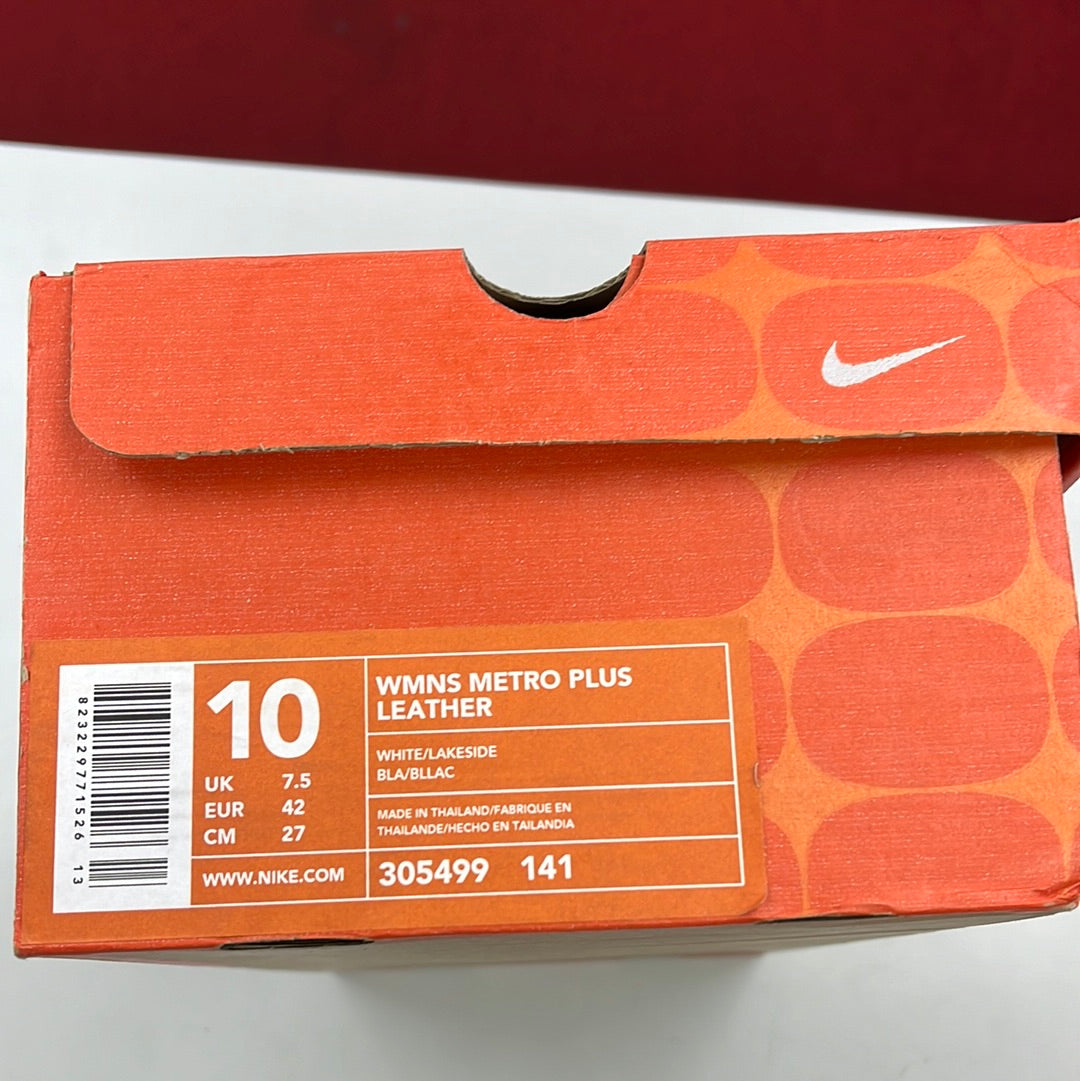 823229771526 13
10
UK 7.5
EUR 42
CM 27
WWW.NIKE.COM
WMNS METRO PLUS
LEATHER
WHITE/LAKESIDE
BLA/BLLAC
MADE IN THAILAND/FABRIQUE EN
THAILANDE/HECHO EN TAILANDIA
305499 141